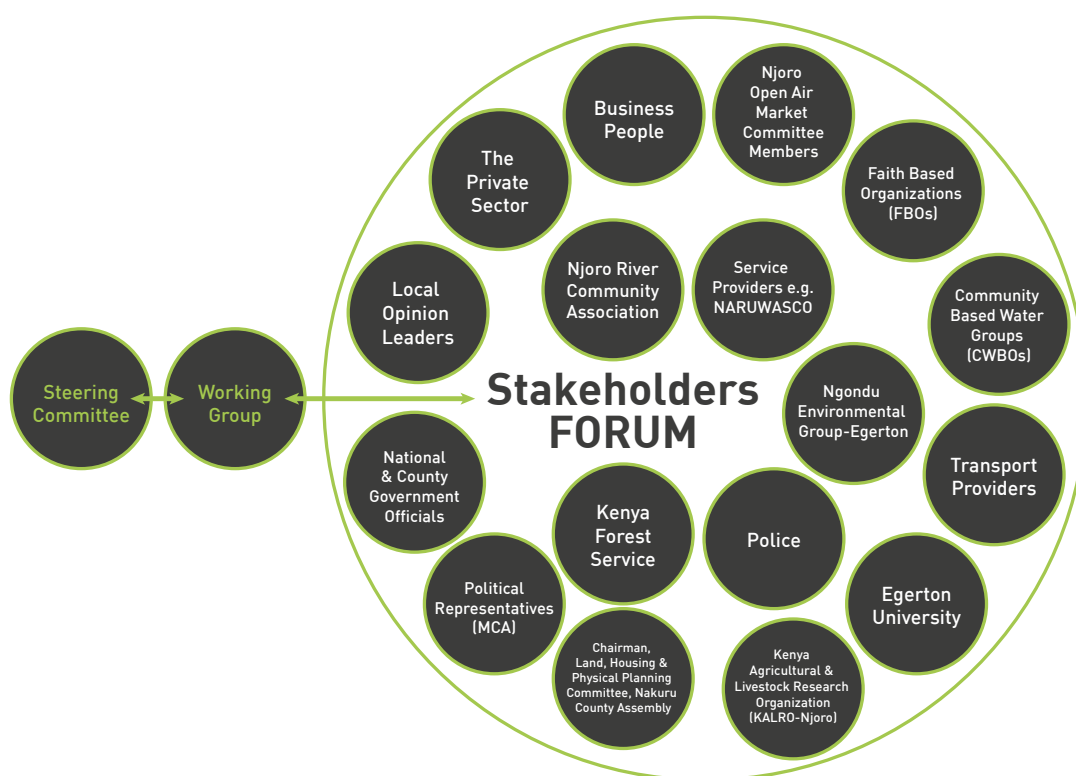 Business
People
Njoro
Open Air
Market
Committee
Members
The
Private
Sector
Faith Based
Organizations
(FBOs)
Local
Opinion
Leaders
Njoro River
Community
Association
Service
Providers e.g.
NARUWASCO
Community
Based Water
Groups
(CWBOs)
Steering
Committee
Working
Group
Stakeholders
FORUM
Ngondu
Environmental
Group-Egerton
Transport
Providers
National
& County
Government
Officials
Kenya
Forest
Service
Police
Political
Representatives
(MCA)
Egerton
University
Chairman,
Land, Housing &
Physical Planning
Committee, Nakuru
County Assembly
Kenya
Agricultural &
Livestock Research
Organization
(KALRO-Njoro)